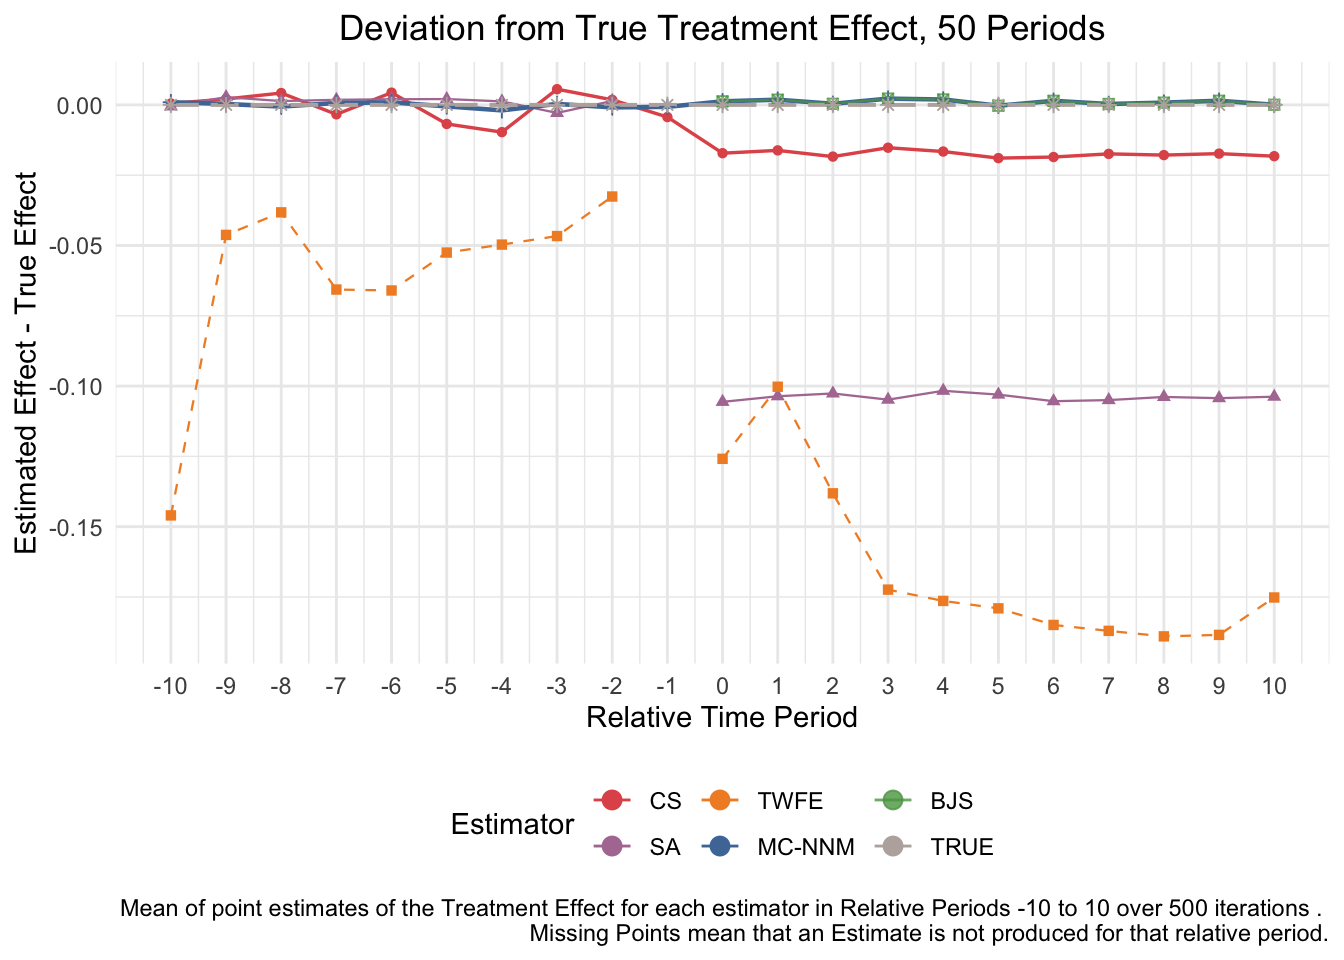 Deviation from True Treatment Effect, 50 Periods
Estimated Effect - True Effect
0.00
-0.05
-0.10
-0.15
-10 -9 -8 -7 -6 -5 -4 -3 -2 -1 0 1 2 3 4 5 6 7 8 9 10
Relative Time Period
Estimator
CS TWFE BJS
SA MC-NNM TRUE
Mean of point estimates of the Treatment Effect for each estimator in Relative Periods -10 to 10 over 500 iterations .
Missing Points mean that an Estimate is not produced for that relative period.